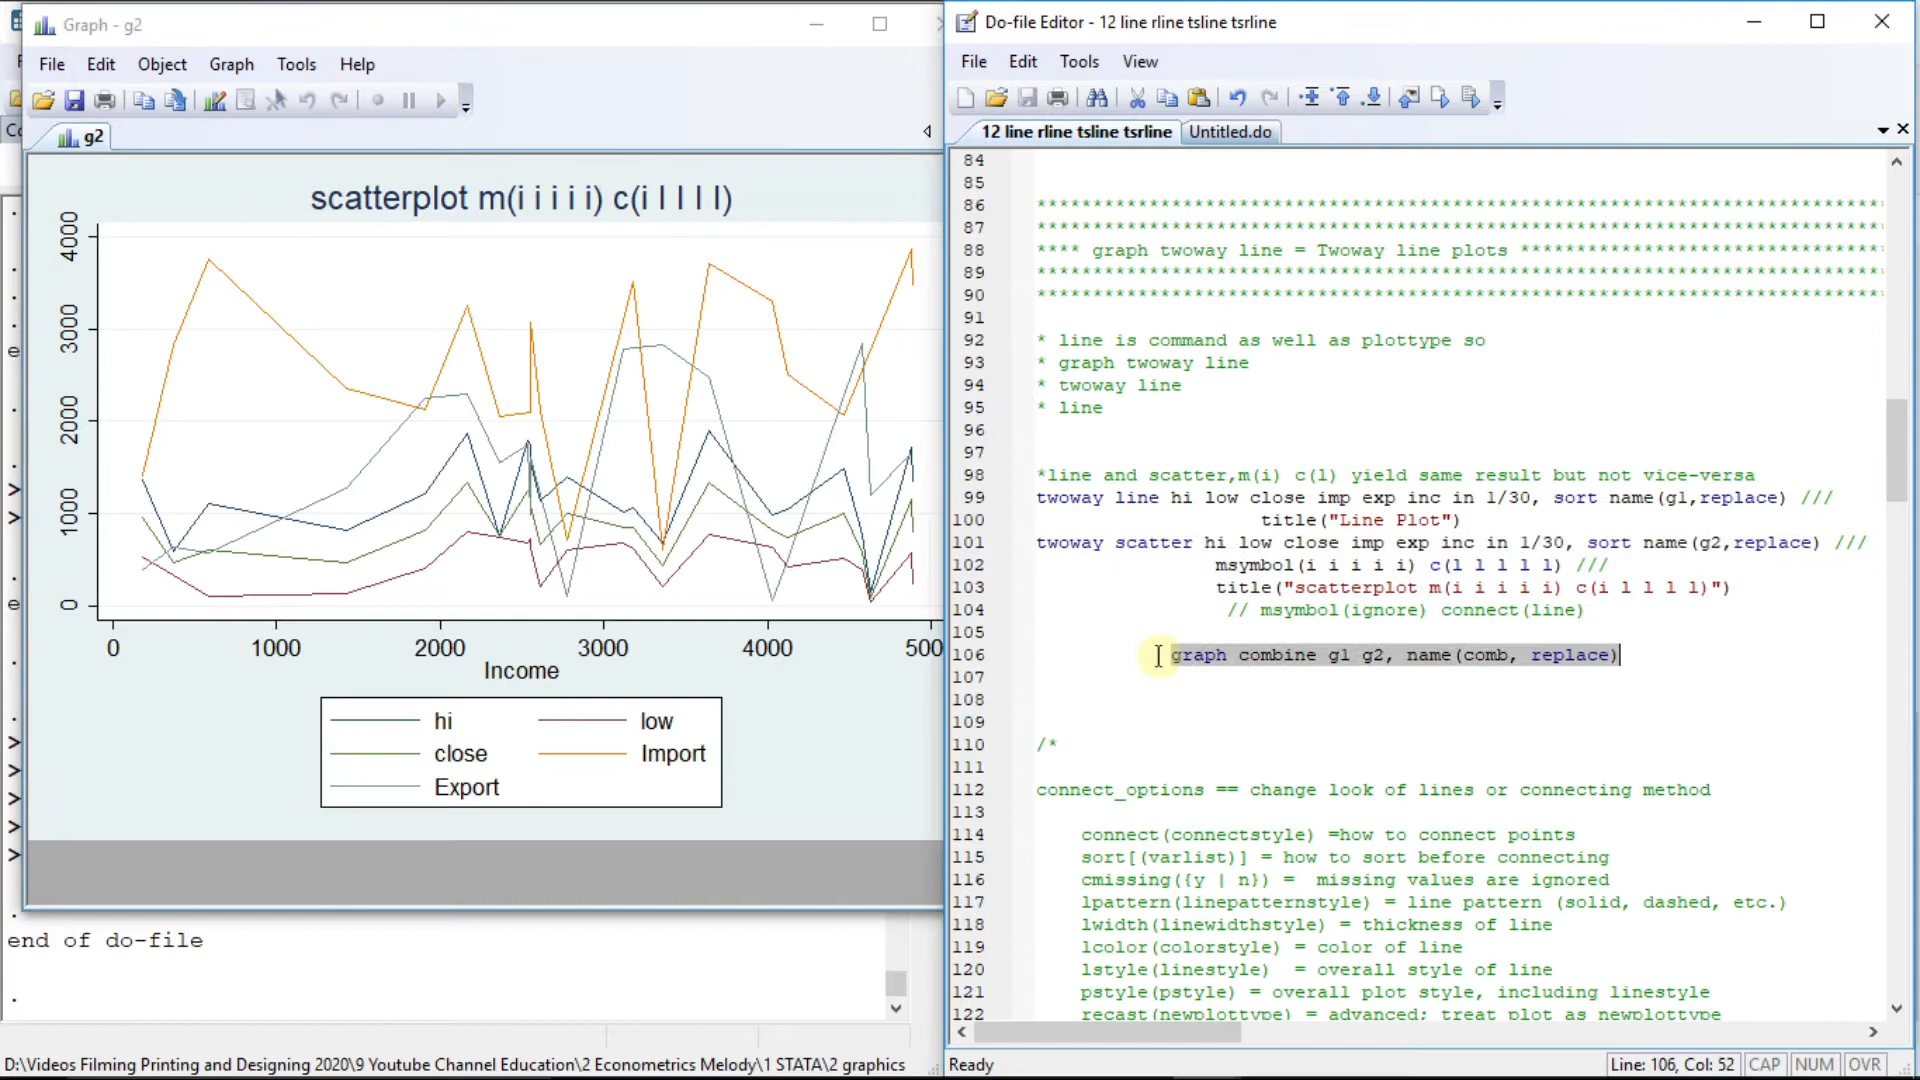 Graph - g2
File Edit Object Graph Tools Help
g2
scatterplot m(i i i i i) c(i l l l l)
4000
3000
2000
1000
0
0 1000 2000 3000 4000 500
Income
hi low
close Import
Export
end of do-file
.
D:\Videos Filming Printing and Designing 2020\9 Youtube Channel Education\2 Econometrics Melody\1 STATA\2 graphics
Do-file Editor - 12 line rline tsline tsrline
File Edit Tools View
12 line rline tsline tsrline Untitled.do
84
85
86 ****************************************************************************
87 ****************************************************************************
88 **** graph twoway line = Twoway line plots *********************************
89 ****************************************************************************
90 ****************************************************************************
91
92 * line is command as well as plottype so
93 * graph twoway line
94 * twoway line
95 * line
96
97
98 *line and scatter,m(i) c(l) yield same result but not vice-versa
99 twoway line hi low close imp exp inc in 1/30, sort name(g1,replace) ///
100 title("Line Plot")
101 twoway scatter hi low close imp exp inc in 1/30, sort name(g2,replace) ///
102 msymbol(i i i i i) c(l l l l l) ///
103 title("scatterplot m(i i i i i) c(i l l l l)")
104 // msymbol(ignore) connect(line)
105
106 graph combine g1 g2, name(comb, replace)
107
108
109
110 /*
111
112 connect_options == change look of lines or connecting method
113
114 connect(connectstyle) =how to connect points
115 sort[(varlist)] = how to sort before connecting
116 cmissing({y | n}) = missing values are ignored
117 lpattern(linepatternstyle) = line pattern (solid, dashed, etc.)
118 lwidth(linewidthstyle) = thickness of line
119 lcolor(colorstyle) = color of line
120 lstyle(linestyle) = overall style of line
121 pstyle(pstyle) = overall plot style, including linestyle
122 recast(newplottype) = advanced; treat plot as newplottype
Ready Line: 106, Col: 52 CAP NUM OVR